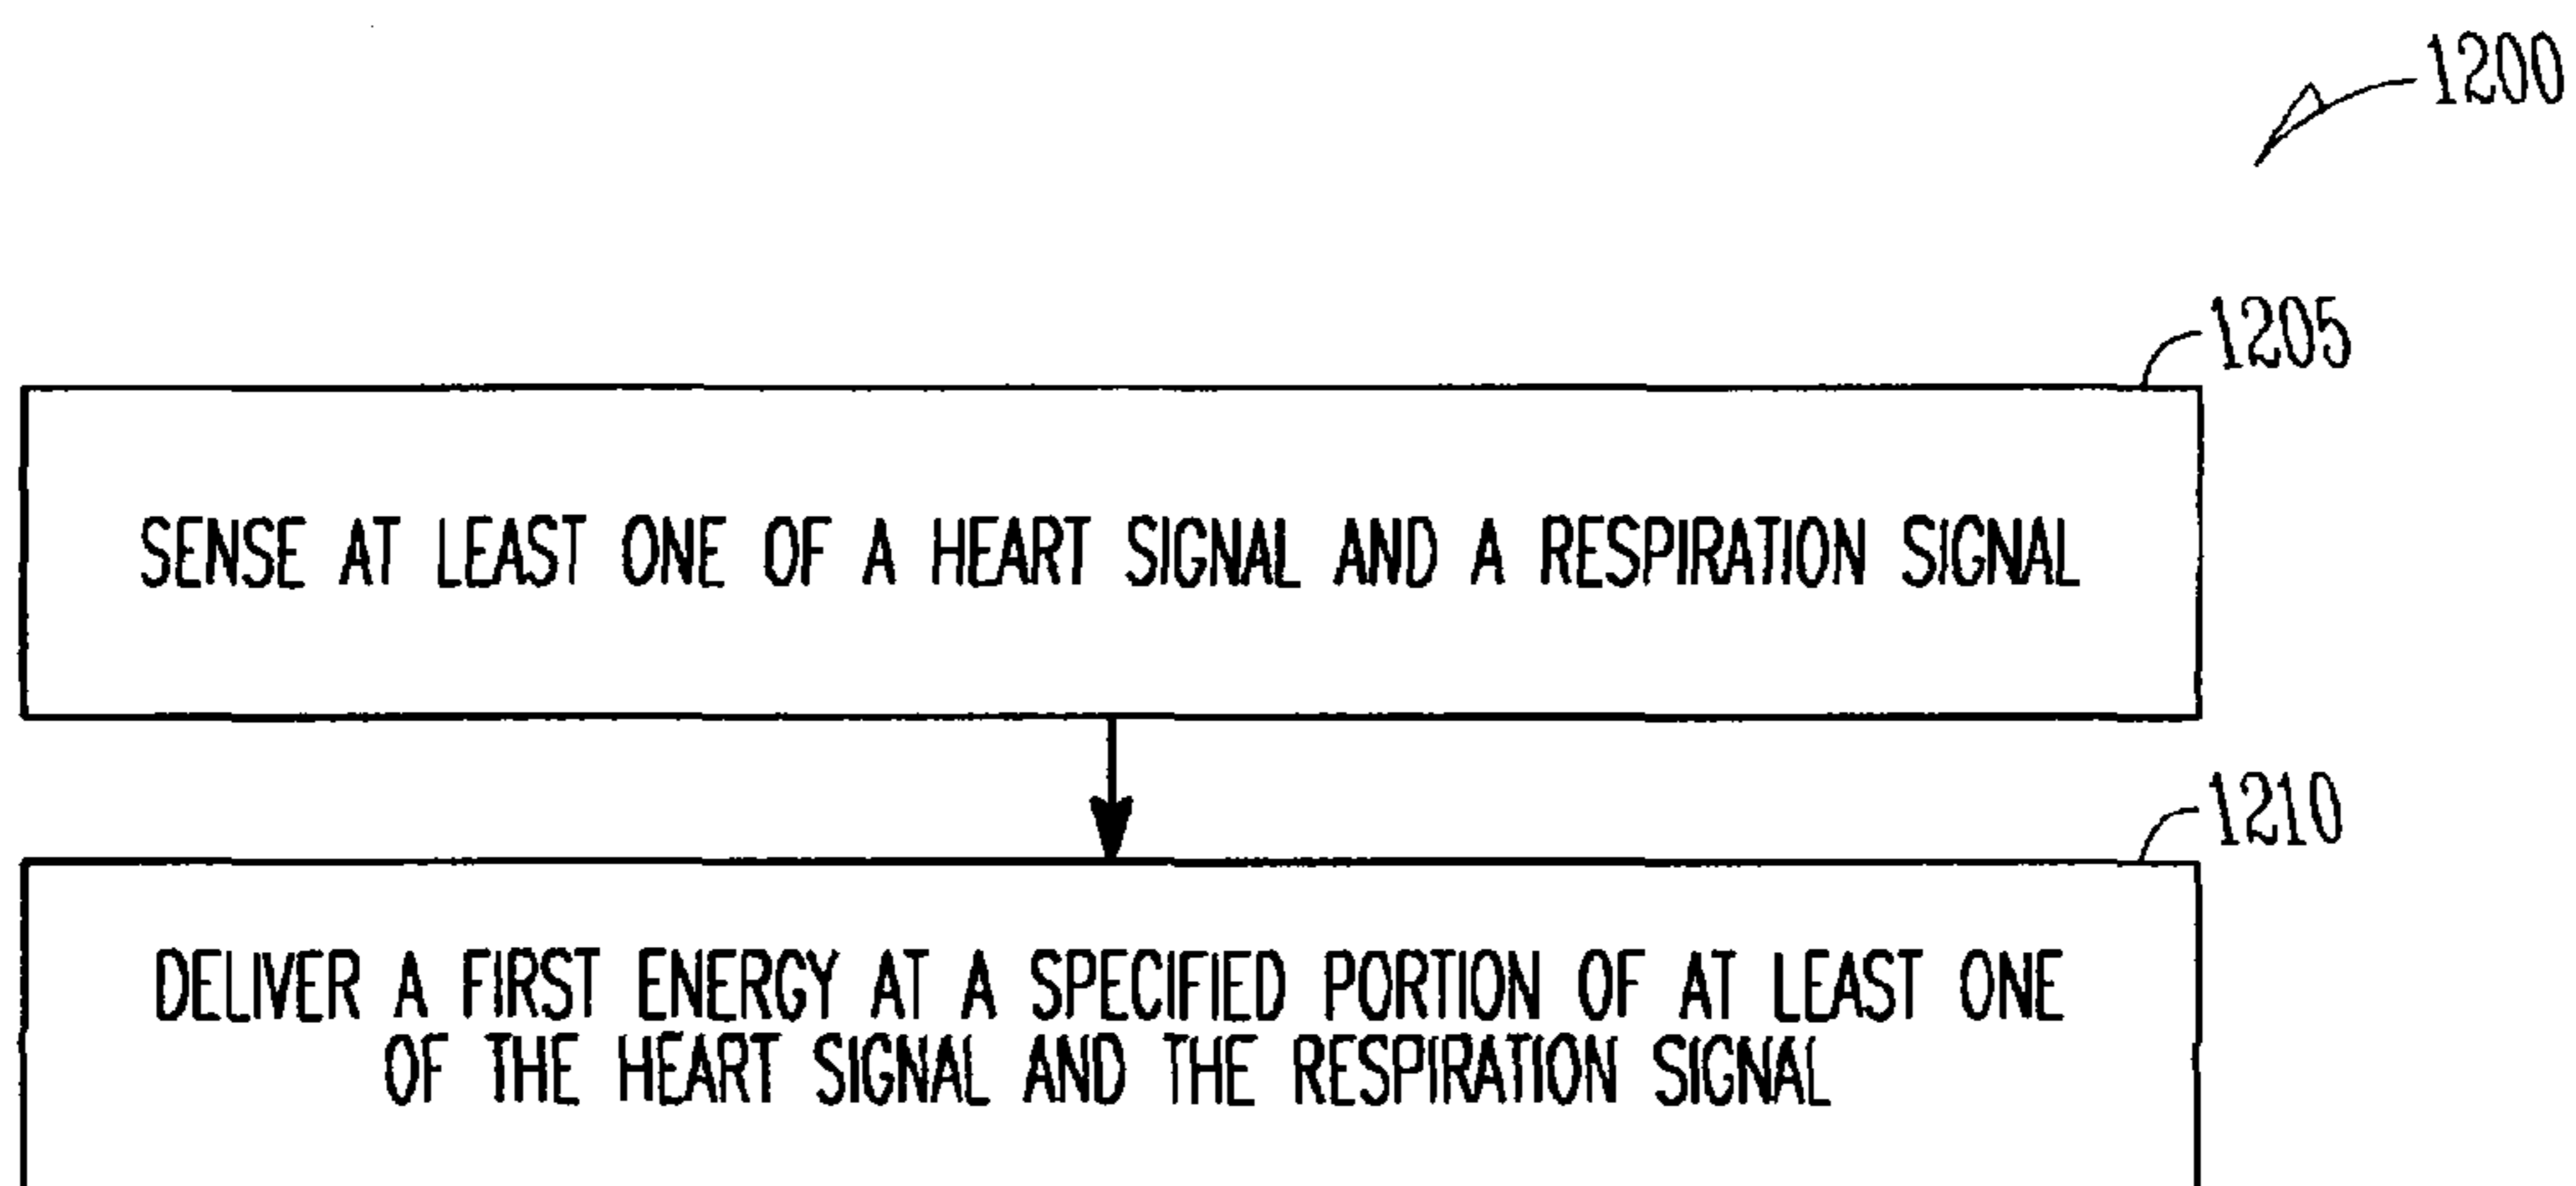 1200
1205
SENSE AT LEAST ONE OF A HEART SIGNAL AND A RESPIRATION SIGNAL
1210
DELIVER A FIRST ENERGY AT A SPECIFIED PORTION OF AT LEAST ONE
OF THE HEART SIGNAL AND THE RESPIRATION SIGNAL